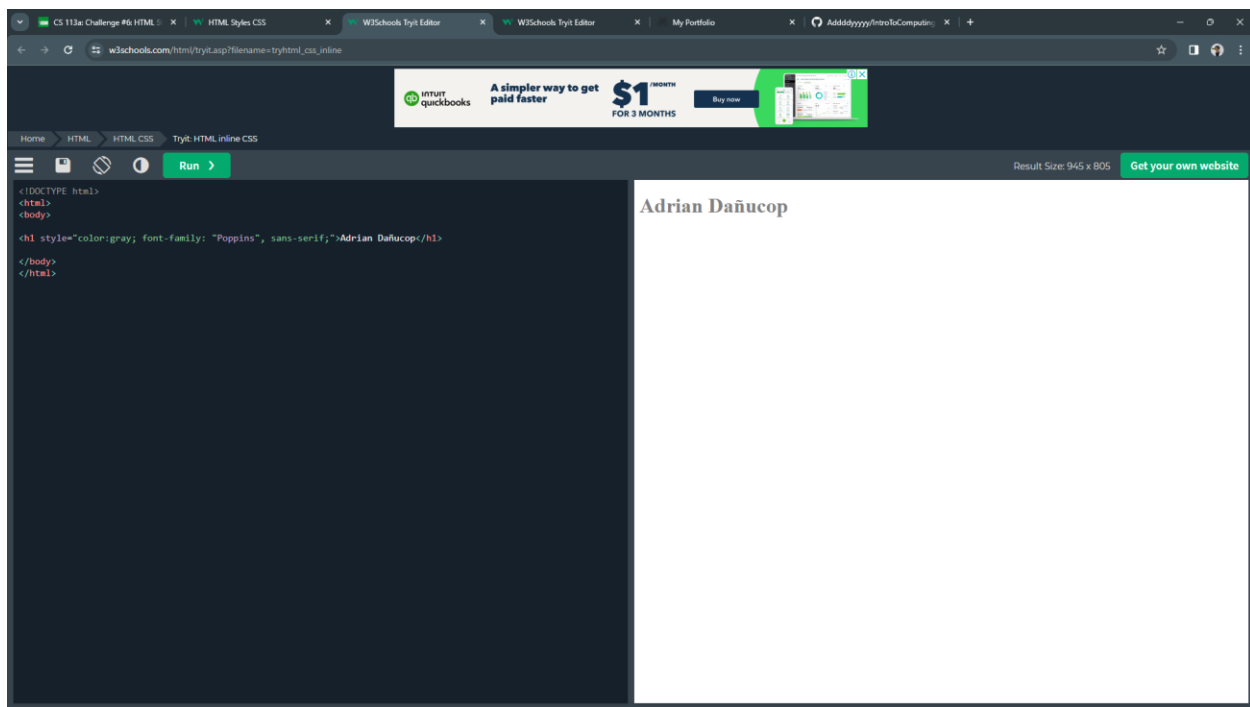 CS 113a: Challenge #6: HTML S
HTML Styles CSS
W3Schools Tryit Editor
W3Schools Tryit Editor
My Portfolio
Addddyyyyy/IntroToComputing
w3schools.com/html/tryit.asp?filename=tryhtml_css_inline
qb INTUIT quickbooks
A simpler way to get paid faster
$1 /MONTH
FOR 3 MONTHS
Buy now
Home HTML HTML CSS Tryit: HTML inline CSS
Run ❯ Result Size: 945 x 805 Get your own website
<!DOCTYPE html>
<html>
<body>
<h1 style="color:gray; font-family: "Poppins", sans-serif;">Adrian Dañucop</h1>
</body>
</html>
Adrian Dañucop